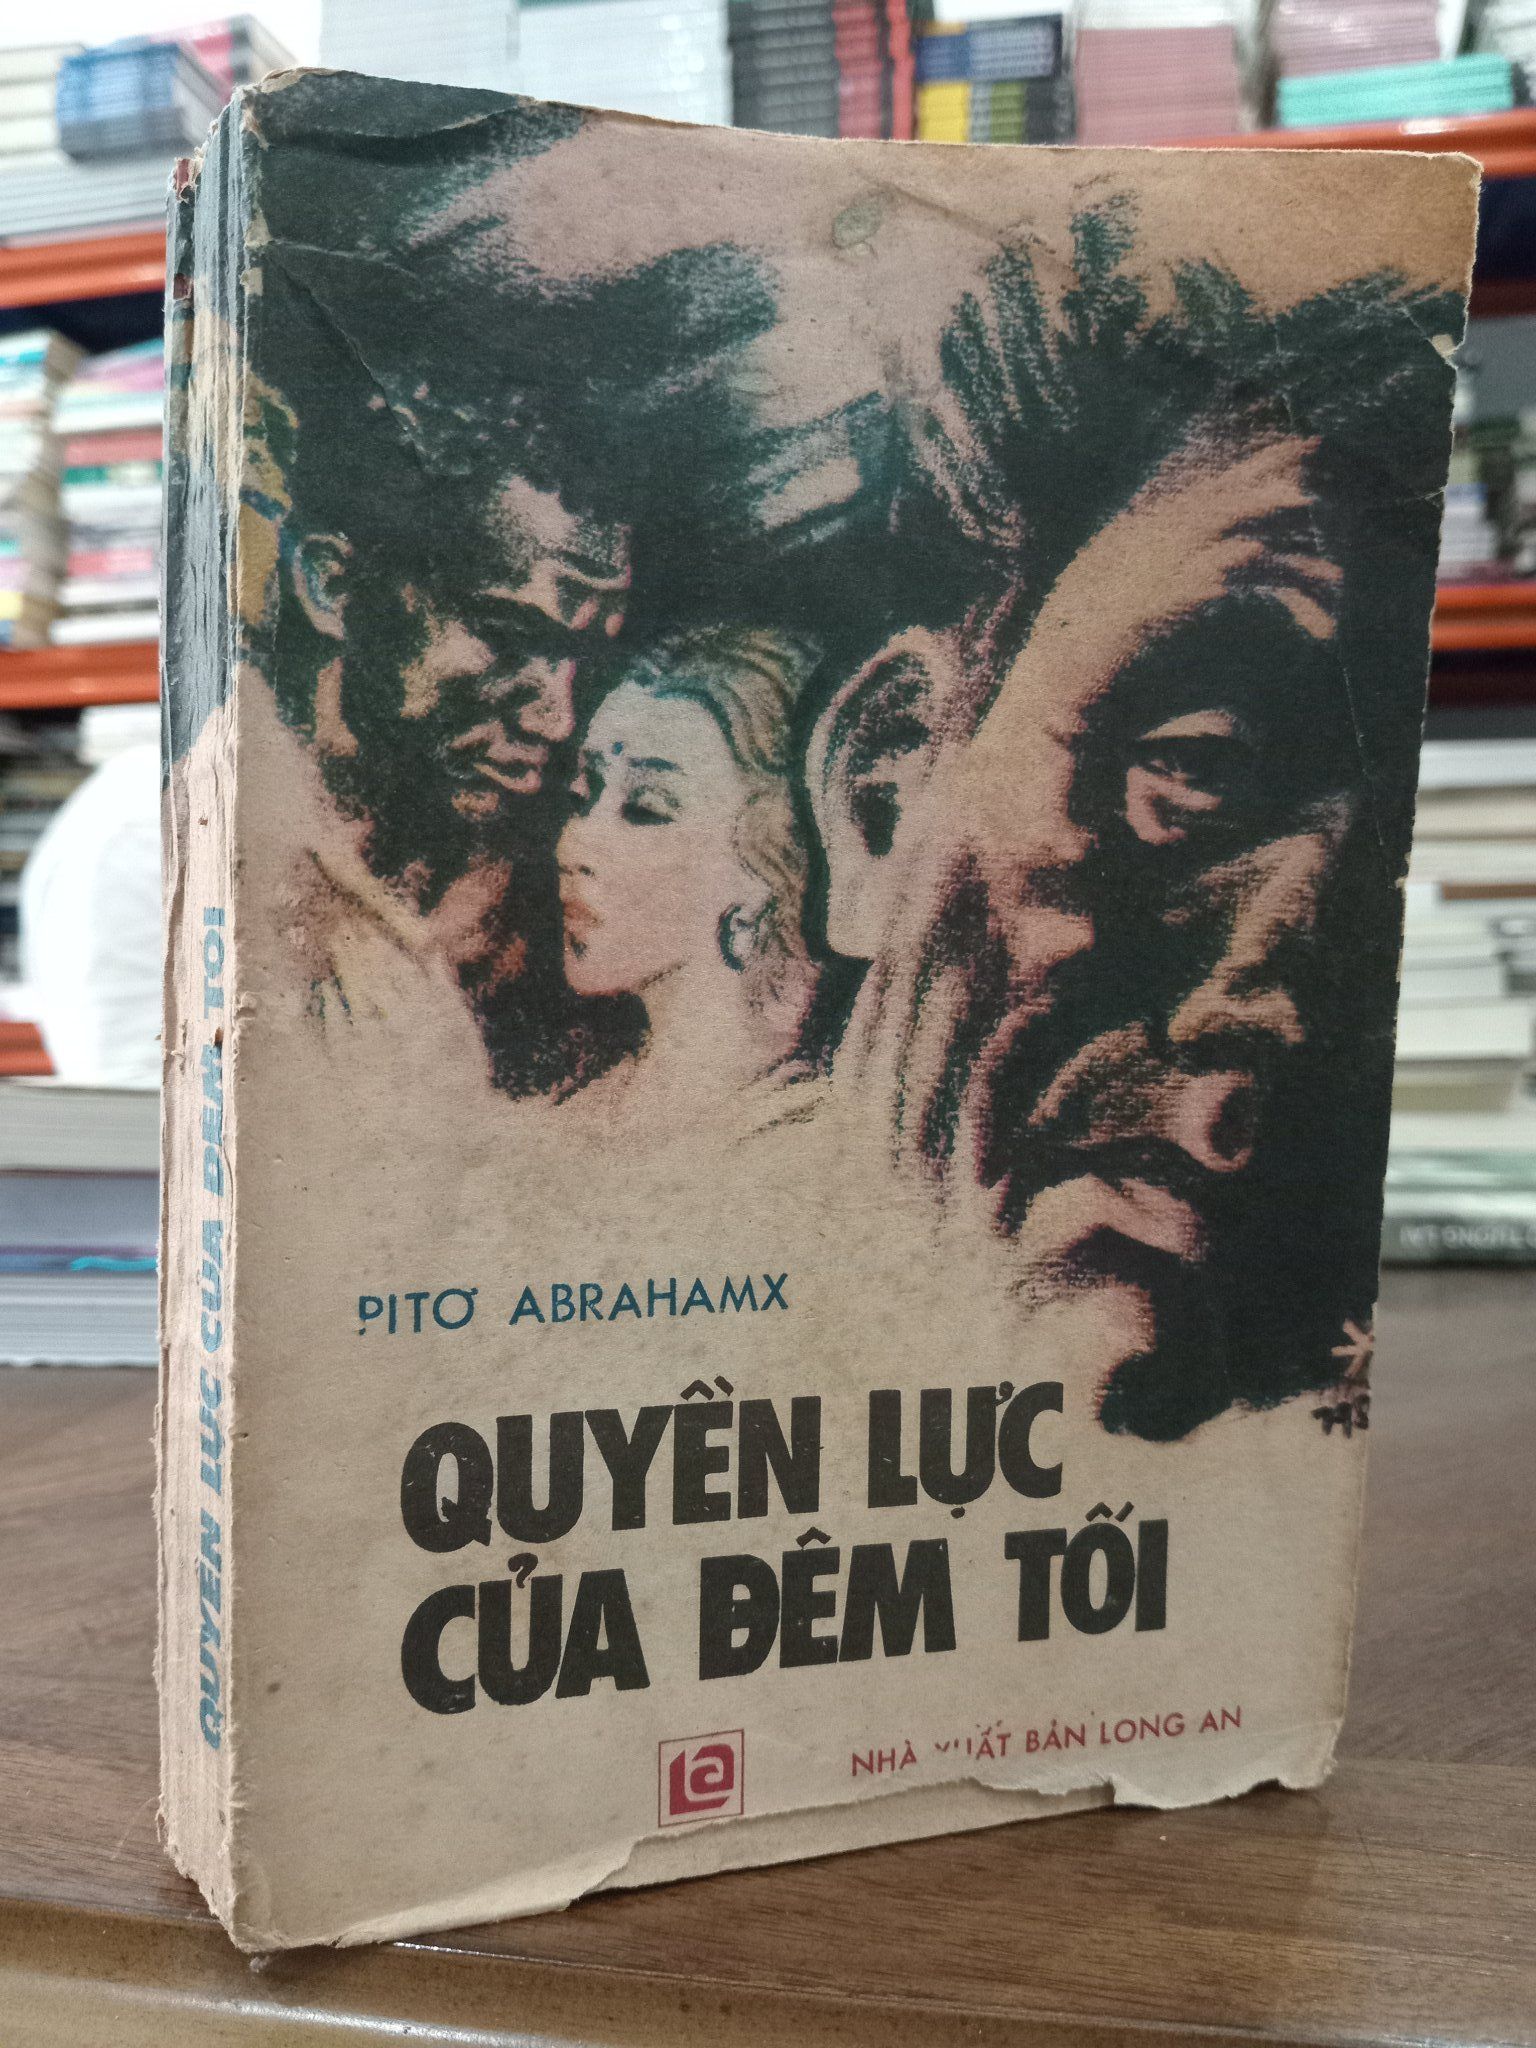 PITƠ ABRAHAMX
QUYỀN LỰC
CỦA ĐÊM TỐI
NHÀ XUẤT BẢN LONG AN
QUYỀN LỰC CỦA ĐÊM TỐI